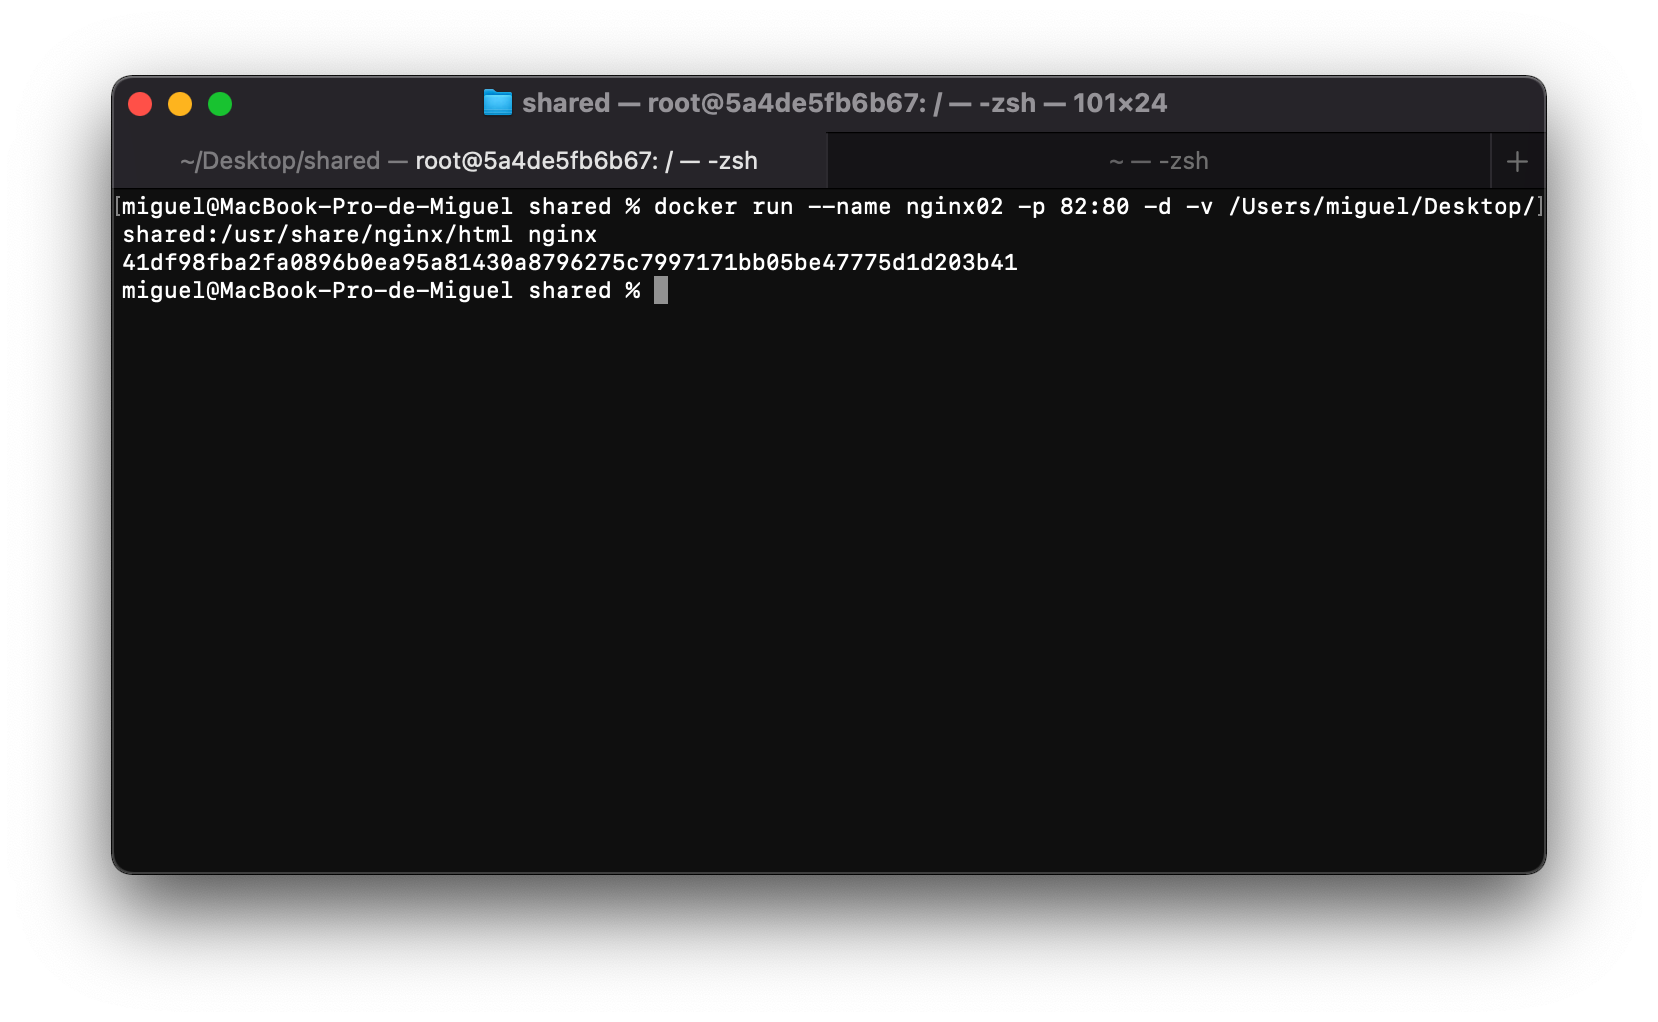 shared — root@5a4de5fb6b67: / — -zsh — 101×24
~/Desktop/shared — root@5a4de5fb6b67: / — -zsh
~ — -zsh
+
[miguel@MacBook-Pro-de-Miguel shared % docker run --name nginx02 -p 82:80 -d -v /Users/miguel/Desktop/]
shared:/usr/share/nginx/html nginx
41df98fba2fa0896b0ea95a81430a8796275c7997171bb05be47775d1d203b41
miguel@MacBook-Pro-de-Miguel shared %